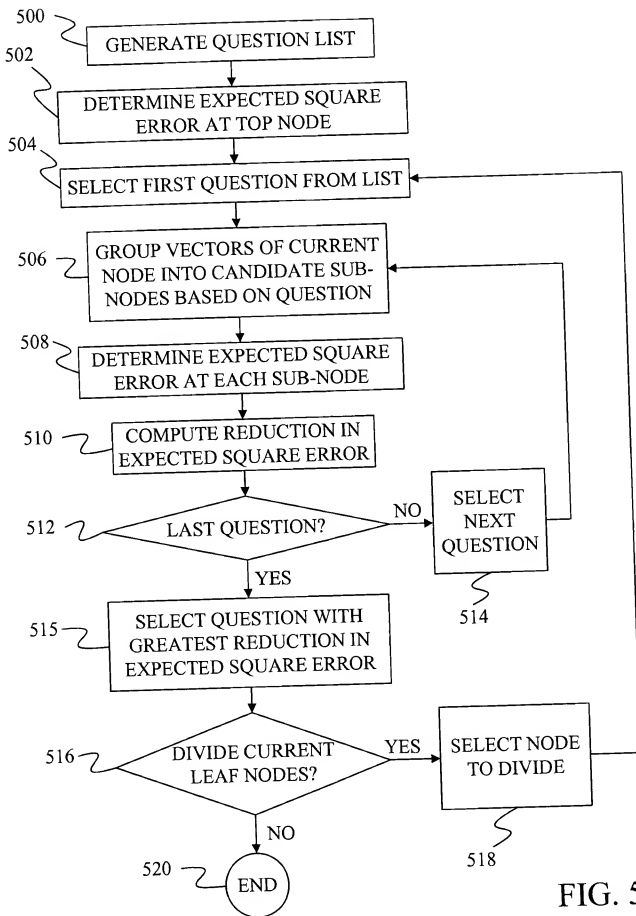 500
GENERATE QUESTION LIST
502
DETERMINE EXPECTED SQUARE
ERROR AT TOP NODE
504
SELECT FIRST QUESTION FROM LIST
506
GROUP VECTORS OF CURRENT
NODE INTO CANDIDATE SUB-
NODES BASED ON QUESTION
508
DETERMINE EXPECTED SQUARE
ERROR AT EACH SUB-NODE
510
COMPUTE REDUCTION IN
EXPECTED SQUARE ERROR
512
LAST QUESTION?
NO
SELECT
NEXT
QUESTION
514
YES
515
SELECT QUESTION WITH
GREATEST REDUCTION IN
EXPECTED SQUARE ERROR
516
DIVIDE CURRENT
LEAF NODES?
YES
SELECT NODE
TO DIVIDE
518
NO
520
END
FIG. 5